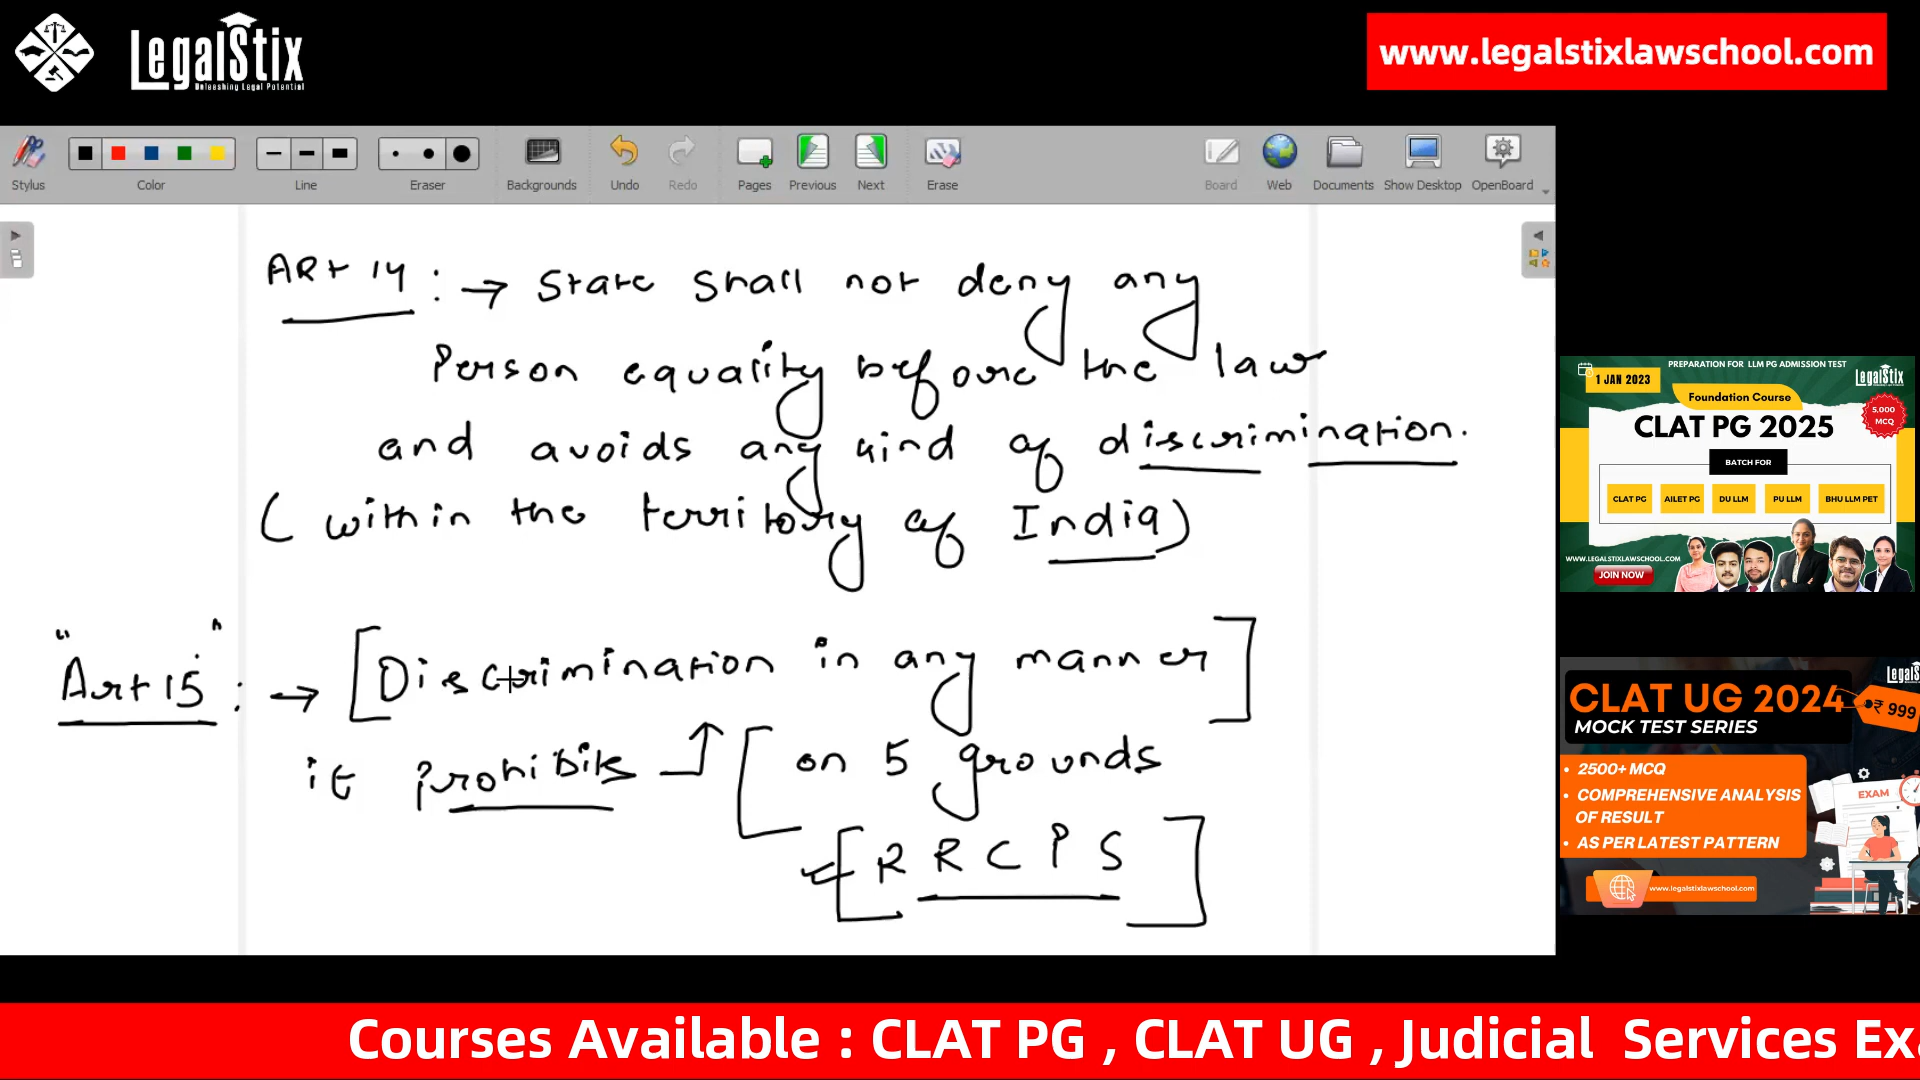 LegalStix
Unleashing Legal Potential
www.legalstixlawschool.com
Stylus
Color
Line
Eraser
Backgrounds
Undo
Redo
Pages
Previous
Next
Erase
Board
Web
Documents
Show Desktop
OpenBoard
ARt 14 : → State shall not deny any
Person equality before the law
and avoids any kind of discrimination.
( within the territory of India )
"Art 15" : → [ Discrimination in any manner ]
it prohibits [ on 5 grounds
[ R R C P S ]
1 JAN 2023
PREPARATION FOR LLM PG ADMISSION TEST
LegalStix
Foundation Course
CLAT PG 2025
5,000
MCQ
BATCH FOR
CLAT PG
AILET PG
DU LLM
PU LLM
BHU LLM PET
WWW.LEGALSTIXLAWSCHOOL.COM
JOIN NOW
LegalS
CLAT UG 2024
₹ 999
MOCK TEST SERIES
• 2500+ MCQ
• COMPREHENSIVE ANALYSIS
OF RESULT
• AS PER LATEST PATTERN
EXAM
www.legalstixlawschool.com
Courses Available : CLAT PG , CLAT UG , Judicial Services Exa